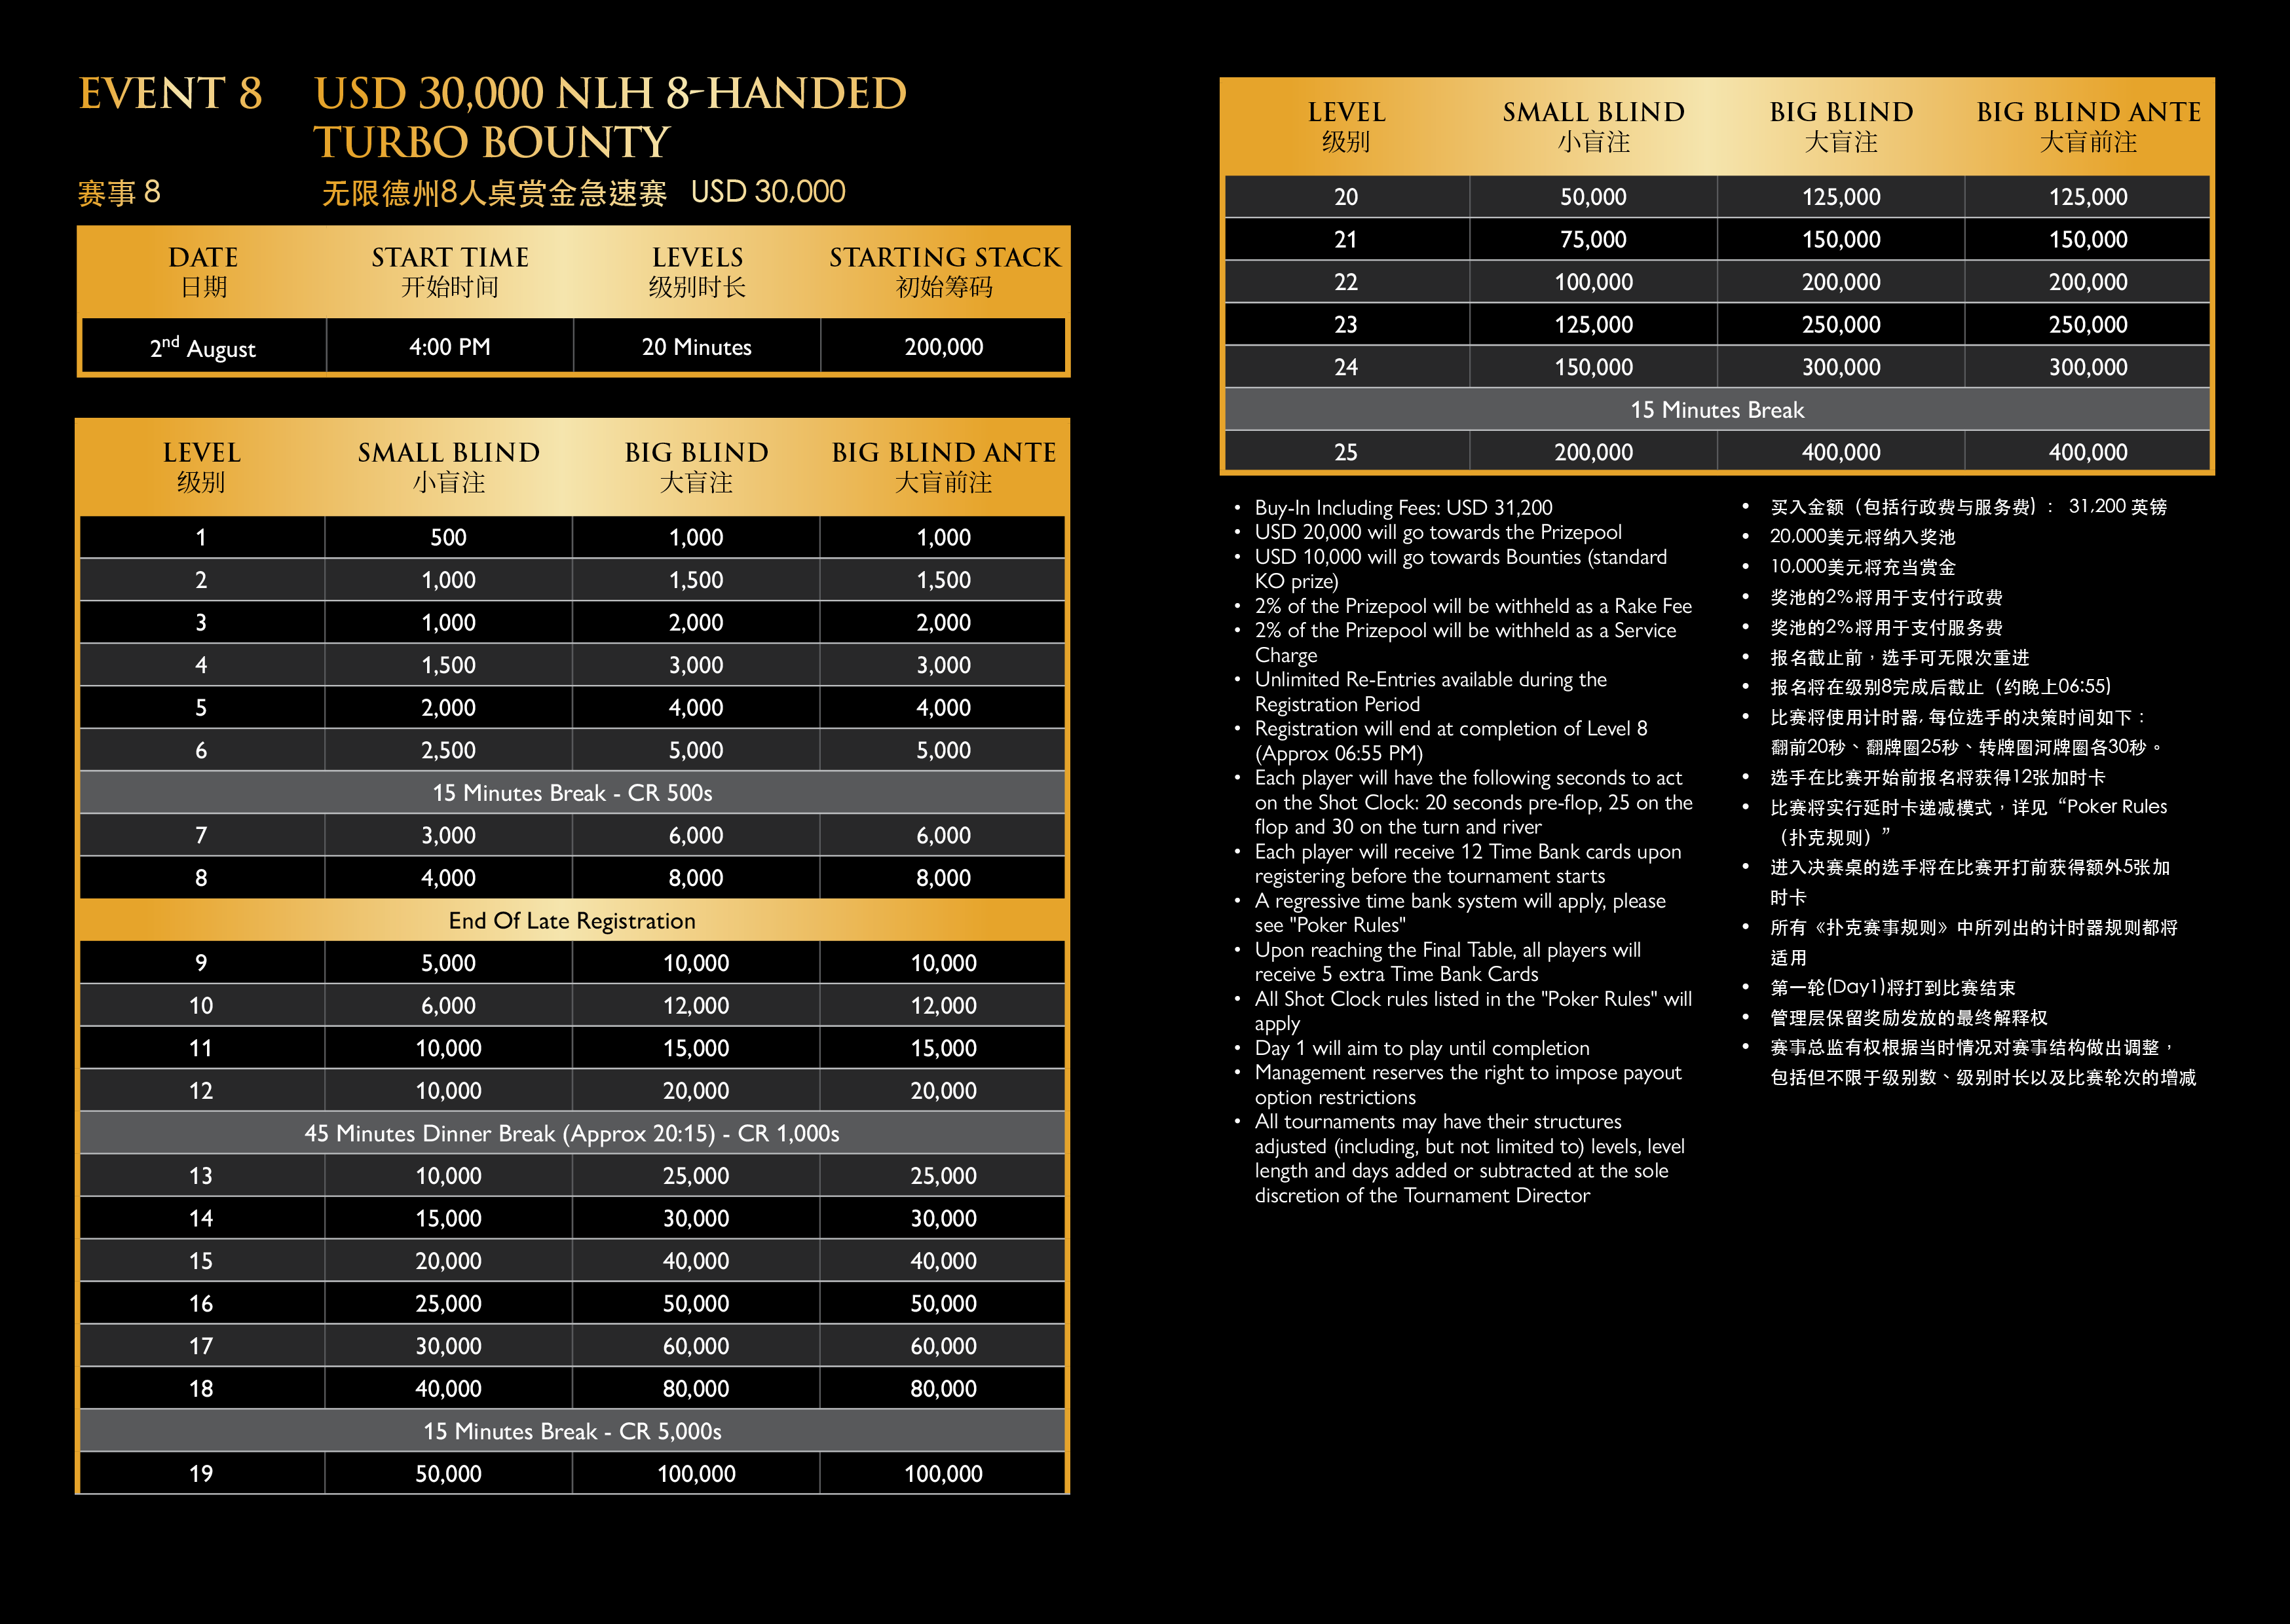 EVENT 8 USD 30,000 NLH 8-HANDED
TURBO BOUNTY
赛事 8 无限德州8人桌赏金急速赛 USD 30,000
DATE START TIME LEVELS STARTING STACK
日期 开始时间 级别时长 初始筹码
2nd August 4:00 PM 20 Minutes 200,000
LEVEL SMALL BLIND BIG BLIND BIG BLIND ANTE
级别 小盲注 大盲注 大盲前注
1 500 1,000 1,000
2 1,000 1,500 1,500
3 1,000 2,000 2,000
4 1,500 3,000 3,000
5 2,000 4,000 4,000
6 2,500 5,000 5,000
15 Minutes Break - CR 500s
7 3,000 6,000 6,000
8 4,000 8,000 8,000
End Of Late Registration
9 5,000 10,000 10,000
10 6,000 12,000 12,000
11 10,000 15,000 15,000
12 10,000 20,000 20,000
45 Minutes Dinner Break (Approx 20:15) - CR 1,000s
13 10,000 25,000 25,000
14 15,000 30,000 30,000
15 20,000 40,000 40,000
16 25,000 50,000 50,000
17 30,000 60,000 60,000
18 40,000 80,000 80,000
15 Minutes Break - CR 5,000s
19 50,000 100,000 100,000
LEVEL SMALL BLIND BIG BLIND BIG BLIND ANTE
级别 小盲注 大盲注 大盲前注
20 50,000 125,000 125,000
21 75,000 150,000 150,000
22 100,000 200,000 200,000
23 125,000 250,000 250,000
24 150,000 300,000 300,000
15 Minutes Break
25 200,000 400,000 400,000
• Buy-In Including Fees: USD 31,200
• USD 20,000 will go towards the Prizepool
• USD 10,000 will go towards Bounties (standard
KO prize)
• 2% of the Prizepool will be withheld as a Rake Fee
• 2% of the Prizepool will be withheld as a Service
Charge
• Unlimited Re-Entries available during the
Registration Period
• Registration will end at completion of Level 8
(Approx 06:55 PM)
• Each player will have the following seconds to act
on the Shot Clock: 20 seconds pre-flop, 25 on the
flop and 30 on the turn and river
• Each player will receive 12 Time Bank cards upon
registering before the tournament starts
• A regressive time bank system will apply, please
see "Poker Rules"
• Upon reaching the Final Table, all players will
receive 5 extra Time Bank Cards
• All Shot Clock rules listed in the "Poker Rules" will
apply
• Day 1 will aim to play until completion
• Management reserves the right to impose payout
option restrictions
• All tournaments may have their structures
adjusted (including, but not limited to) levels, level
length and days added or subtracted at the sole
discretion of the Tournament Director
• 买入金额（包括行政费与服务费）： 31,200 英镑
• 20,000美元将纳入奖池
• 10,000美元将充当赏金
• 奖池的2%将用于支付行政费
• 奖池的2%将用于支付服务费
• 报名截止前，选手可无限次重进
• 报名将在级别8完成后截止（约晚上06:55)
• 比赛将使用计时器, 每位选手的决策时间如下：
翻前20秒、翻牌圈25秒、转牌圈河牌圈各30秒。
• 选手在比赛开始前报名将获得12张加时卡
• 比赛将实行延时卡递减模式，详见“Poker Rules
（扑克规则）”
• 进入决赛桌的选手将在比赛开打前获得额外5张加
时卡
• 所有《扑克赛事规则》中所列出的计时器规则都将
适用
• 第一轮(Day1)将打到比赛结束
• 管理层保留奖励发放的最终解释权
• 赛事总监有权根据当时情况对赛事结构做出调整，
包括但不限于级别数、级别时长以及比赛轮次的增减